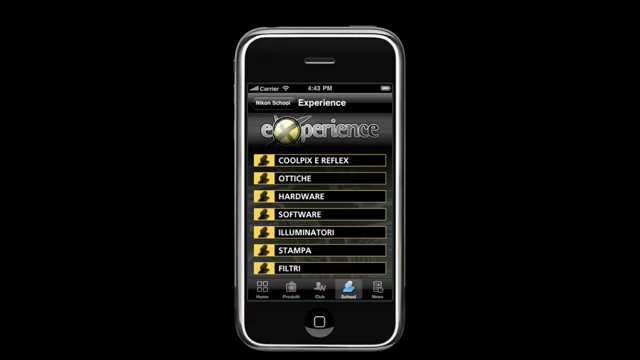 Carrier 4:43 PM
Nikon School Experience
eXperience
COOLPIX E REFLEX
OTTICHE
HARDWARE
SOFTWARE
ILLUMINATORI
STAMPA
FILTRI
Home Prodotti Club School News